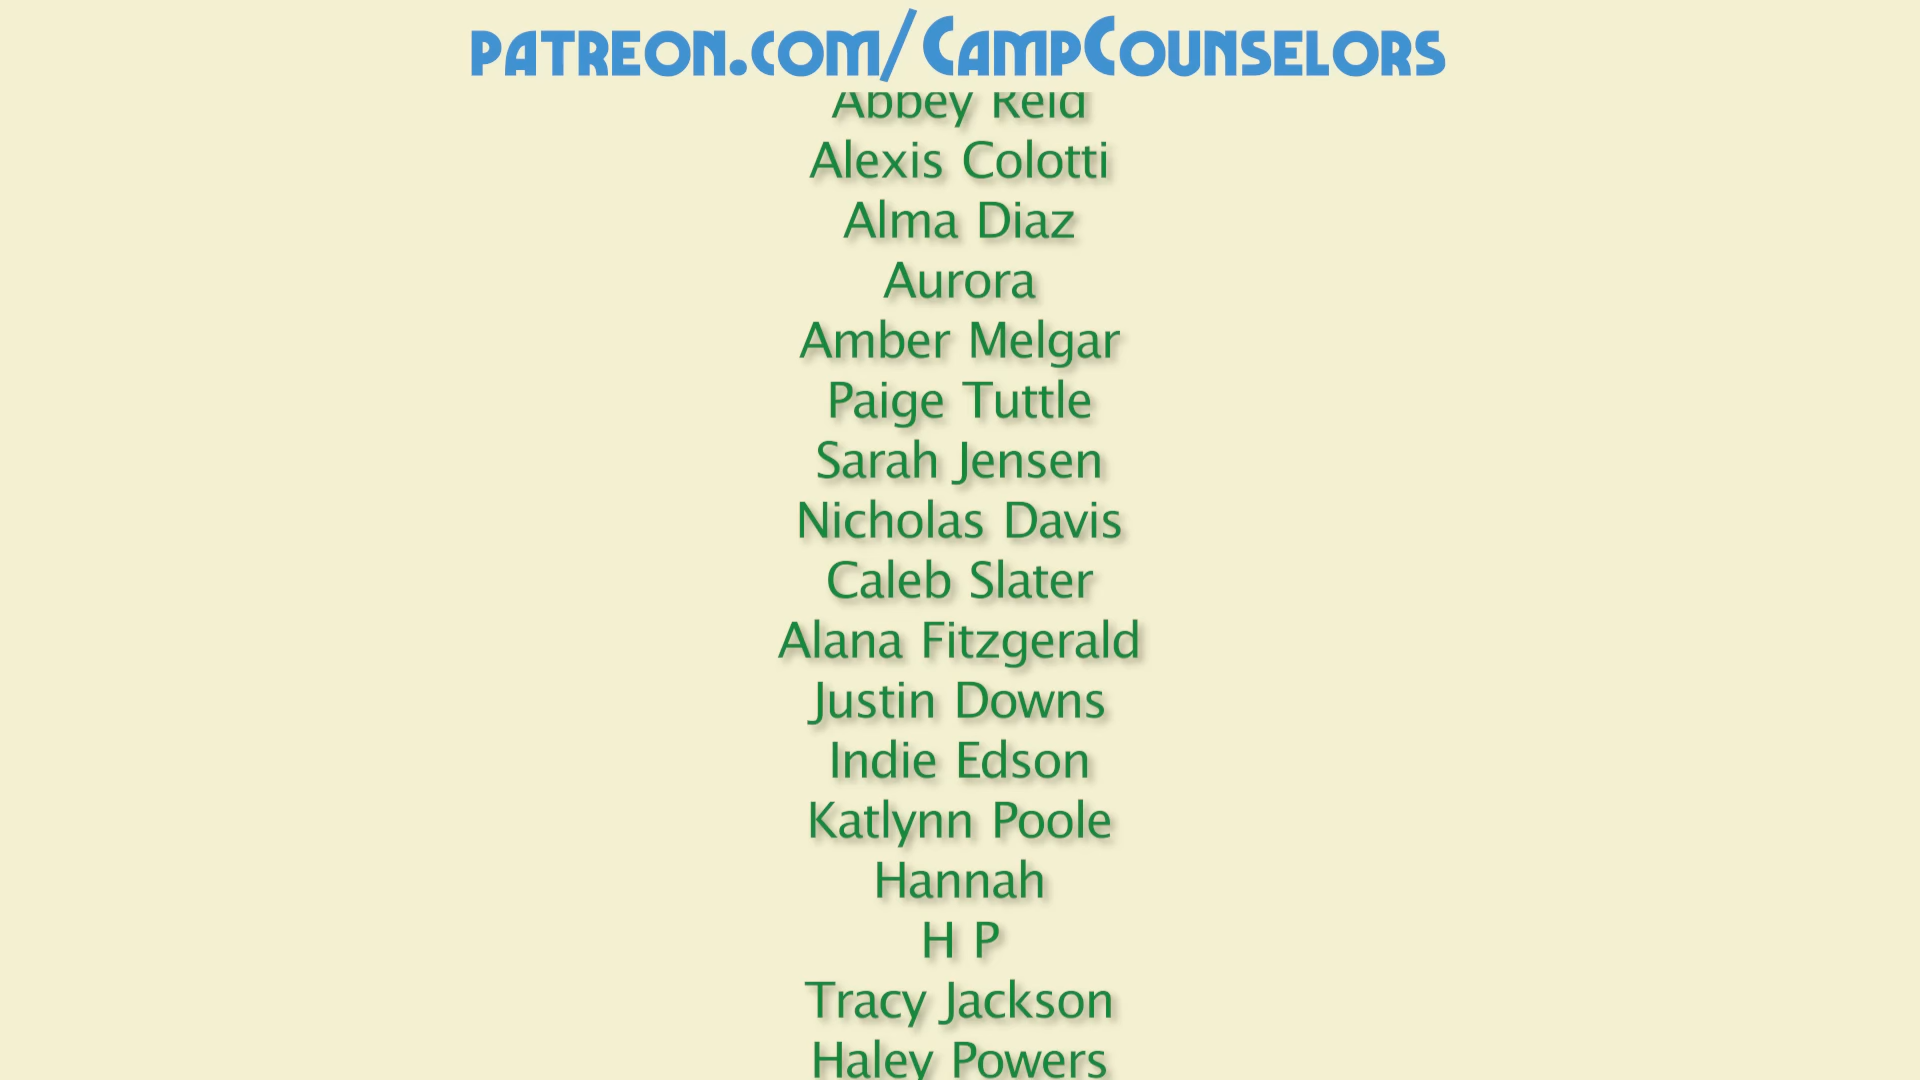 PATREON.COM/CAMPCOUNSELORS
Abbey Reid
Alexis Colotti
Alma Diaz
Aurora
Amber Melgar
Paige Tuttle
Sarah Jensen
Nicholas Davis
Caleb Slater
Alana Fitzgerald
Justin Downs
Indie Edson
Katlynn Poole
Hannah
H P
Tracy Jackson
Haley Powers